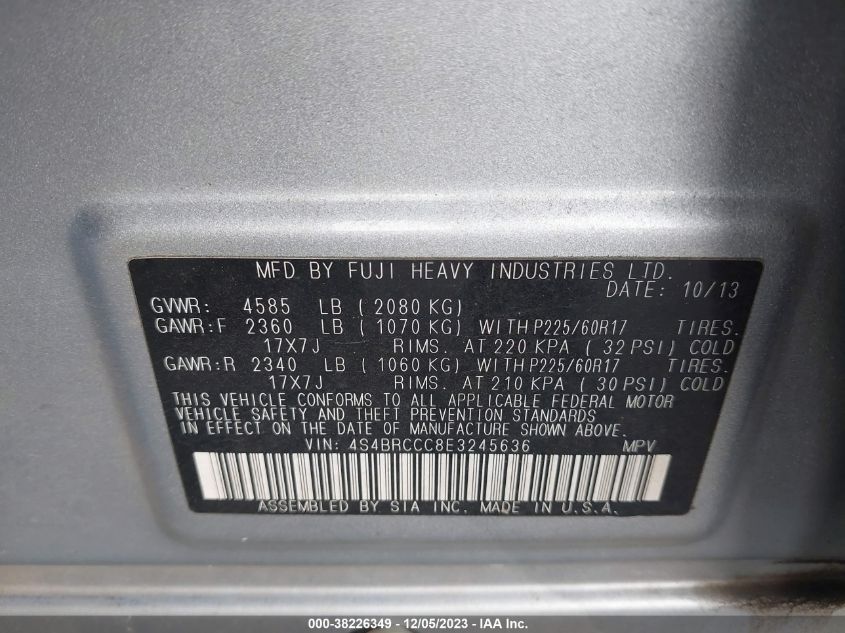 MFD. BY FUJI HEAVY INDUSTRIES LTD.
DATE: 10/13
GVWR: 4585 LB ( 2080 KG)
GAWR:F 2360 LB ( 1070 KG) WITH P225/60R17 TIRES.
17X7J RIMS. AT 220 KPA ( 32 PSI) COLD
GAWR:R 2340 LB ( 1060 KG) WITH P225/60R17 TIRES.
17X7J RIMS. AT 210 KPA ( 30 PSI) COLD
THIS VEHICLE CONFORMS TO ALL APPLICABLE FEDERAL MOTOR
VEHICLE SAFETY AND THEFT PREVENTION STANDARDS
IN EFFECT ON THE DATE OF MANUFACTURE SHOWN ABOVE.
VIN: 4S4BRCCC8E3245636 MPV
ASSEMBLED BY SIA INC. MADE IN U.S.A.
000-38226349 - 12/05/2023 - IAA Inc.